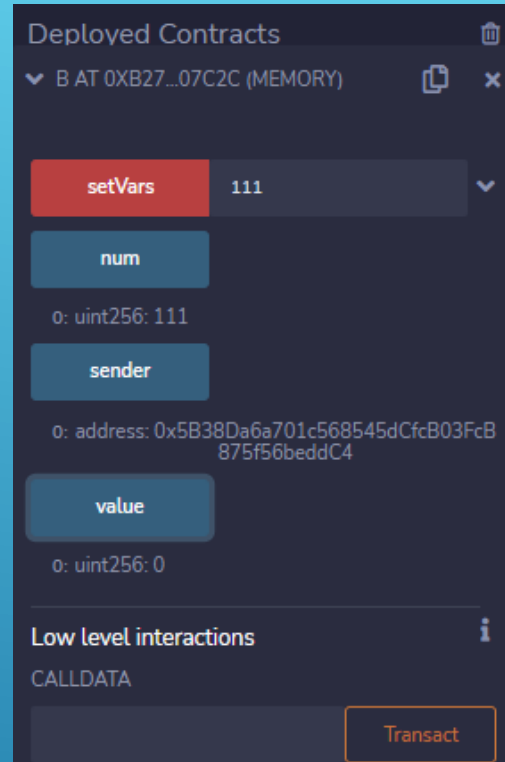 Deployed Contracts
B AT 0XB27...07C2C (MEMORY)
setVars 111
num
0: uint256: 111
sender
0: address: 0x5B38Da6a701c568545dCfcB03FcB
875f56beddC4
value
0: uint256: 0
Low level interactions
CALLDATA
Transact